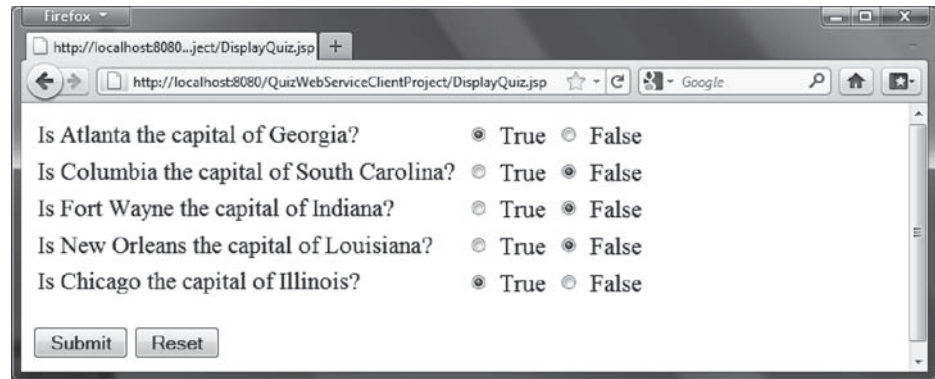 Firefox
http://localhost:8080...ject/DisplayQuiz.jsp +
http://localhost:8080/QuizWebServiceClientProject/DisplayQuiz.jsp Google
Is Atlanta the capital of Georgia? True False
Is Columbia the capital of South Carolina? True False
Is Fort Wayne the capital of Indiana? True False
Is New Orleans the capital of Louisiana? True False
Is Chicago the capital of Illinois? True False
Submit Reset